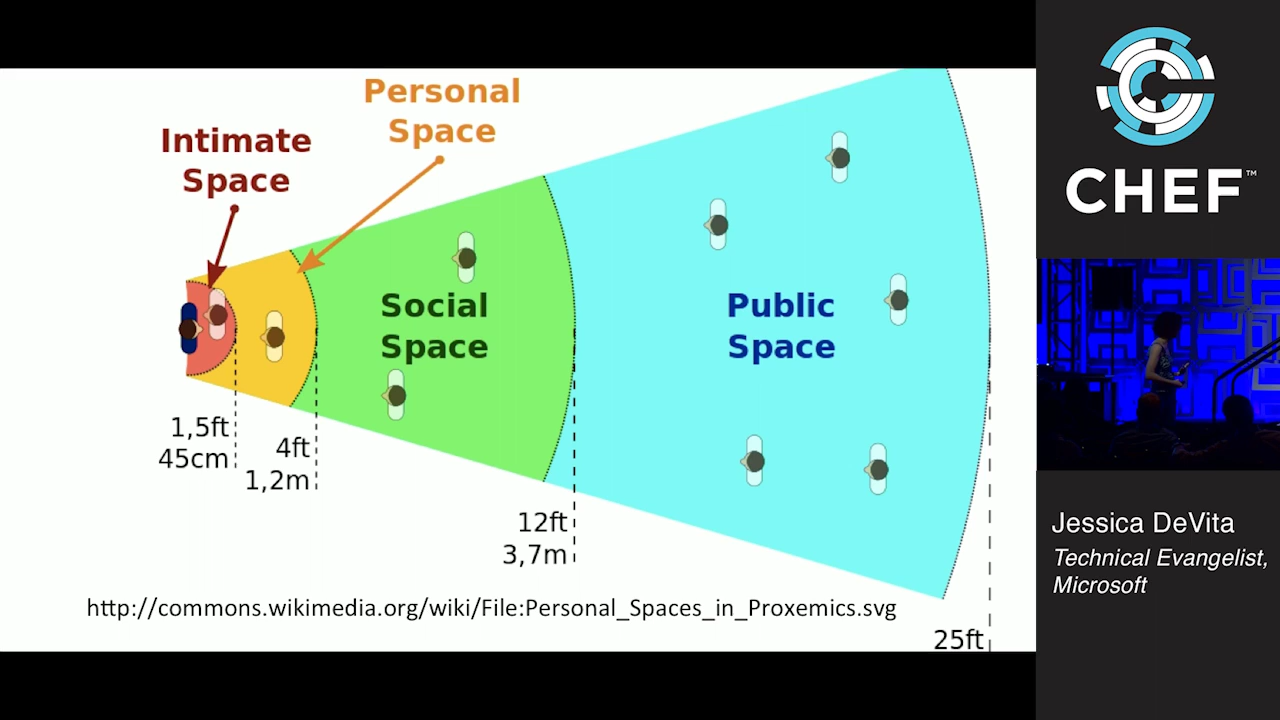 Personal
Space
Intimate
Space
Social
Space
Public
Space
1,5ft
45cm
4ft
1,2m
12ft
3,7m
25ft
http://commons.wikimedia.org/wiki/File:Personal_Spaces_in_Proxemics.svg
CHEF™
Jessica DeVita
Technical Evangelist,
Microsoft